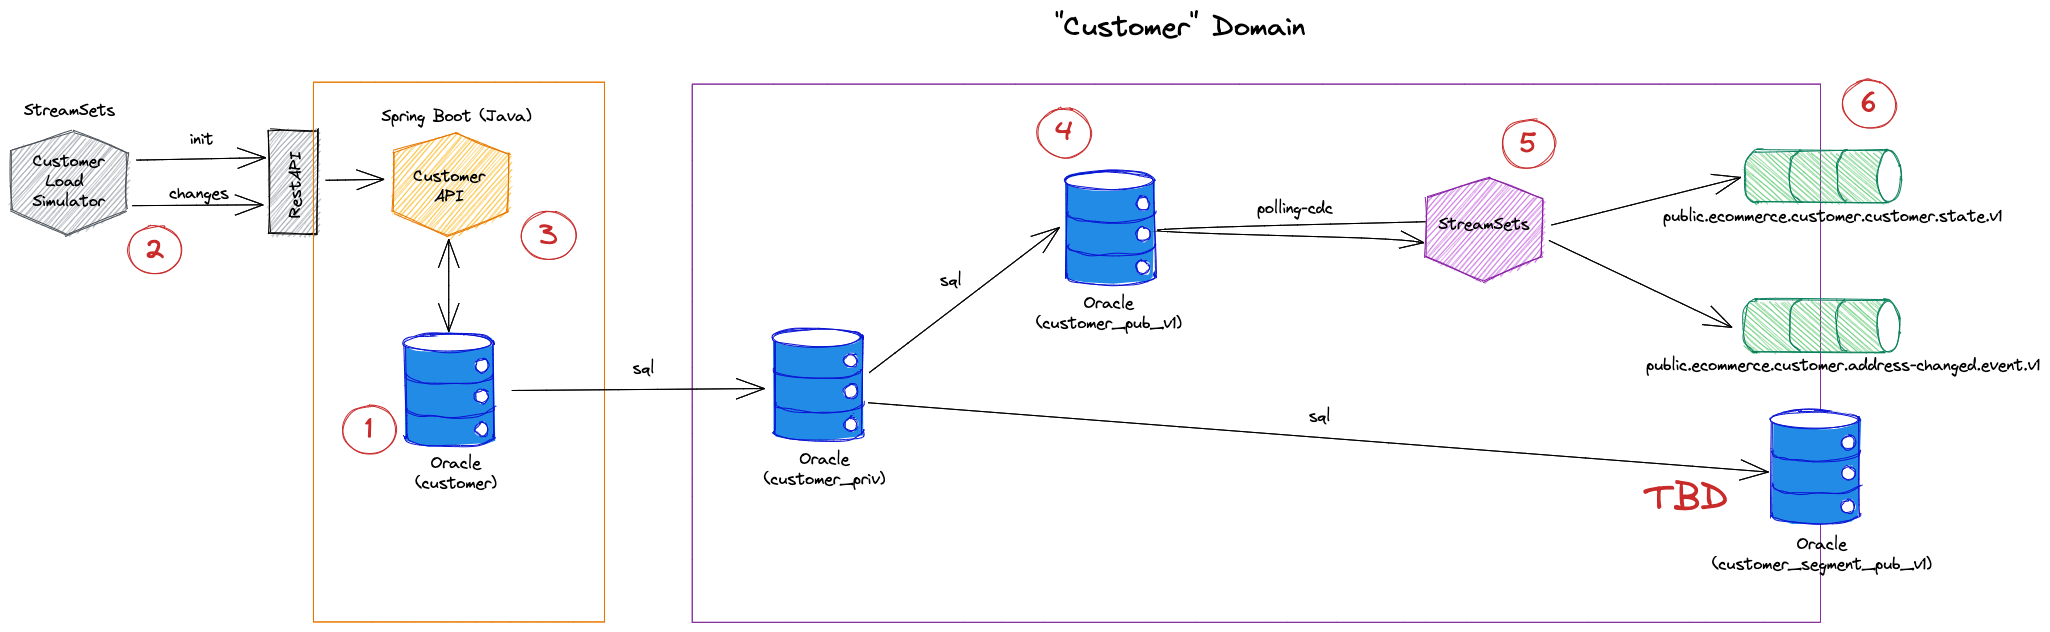 "Customer" Domain
StreamSets
Customer
Load
Simulator
init
changes
2
RestAPI
Spring Boot (Java)
Customer
API
3
1
Oracle
(customer)
sql
Oracle
(customer_priv)
sql
4
Oracle
(customer_pub_v1)
polling-cdc
5
StreamSets
6
public.ecommerce.customer.customer.state.v1
public.ecommerce.customer.address-changed.event.v1
sql
TBD
Oracle
(customer_segment_pub_v1)